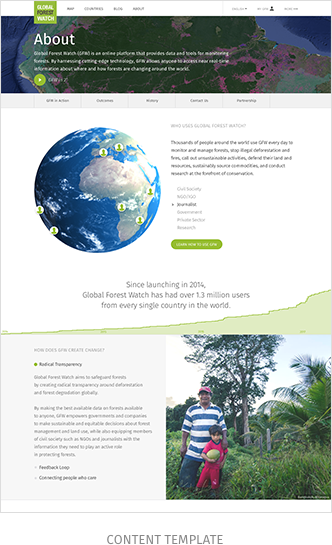 GLOBAL
FOREST
WATCH
MAP
COUNTRIES
BLOG
ABOUT
ENGLISH
MY GFW
MORE GFW
About
Global Forest Watch (GFW) is an online platform that provides data and tools for monitoring
forests. By harnessing cutting-edge technology, GFW allows anyone to access near real-time
information about where and how forests are changing around the world.
GFW in Action
Outcomes
History
Contact Us
Partnership
WHO USES GLOBAL FOREST WATCH?
Thousands of people around the world use GFW every day to
monitor and manage forests, stop illegal deforestation and
fires, call out unsustainable activities, defend their land and
resources, sustainably source commodities, and conduct
research at the forefront of conservation.
Civil Society
NGO/IGO
Journalist
Government
Private Sector
Research
LEARN HOW TO USE GFW
Since launching in 2014,
Global Forest Watch has had over 1.3 million users
from every single country in the world.
HOW DOES GFW CREATE CHANGE?
Radical Transparency
Global Forest Watch aims to safeguard forests
by creating radical transparency around deforestation
and forest degradation globally.
By making the best available data on forests available
to anyone, GFW empowers governments and companies
to make sustainable and equitable decisions about forest
management and land use, while also equipping members
of civil society such as NGOs and journalists with the
information they need to play an active role
in protecting forests.
Feedback Loop
Connecting people who care
CONTENT TEMPLATE